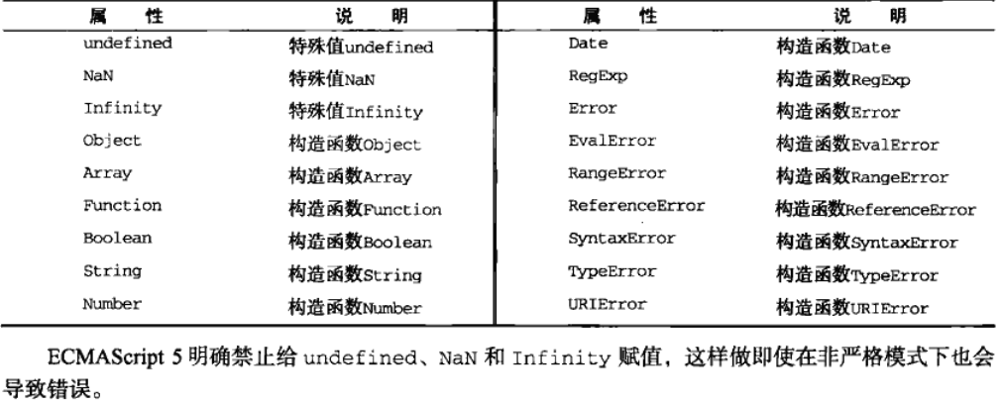 属 性 说 明 属 性 说 明
undefined 特殊值undefined Date 构造函数Date
NaN 特殊值NaN RegExp 构造函数RegExp
Infinity 特殊值Infinity Error 构造函数Error
Object 构造函数Object EvalError 构造函数EvalError
Array 构造函数Array RangeError 构造函数RangeError
Function 构造函数Function ReferenceError 构造函数ReferenceError
Boolean 构造函数Boolean SyntaxError 构造函数SyntaxError
String 构造函数String TypeError 构造函数TypeError
Number 构造函数Number URIError 构造函数URIError
ECMAScript 5 明确禁止给 undefined、NaN 和 Infinity 赋值，这样做即使在非严格模式下也会
导致错误。